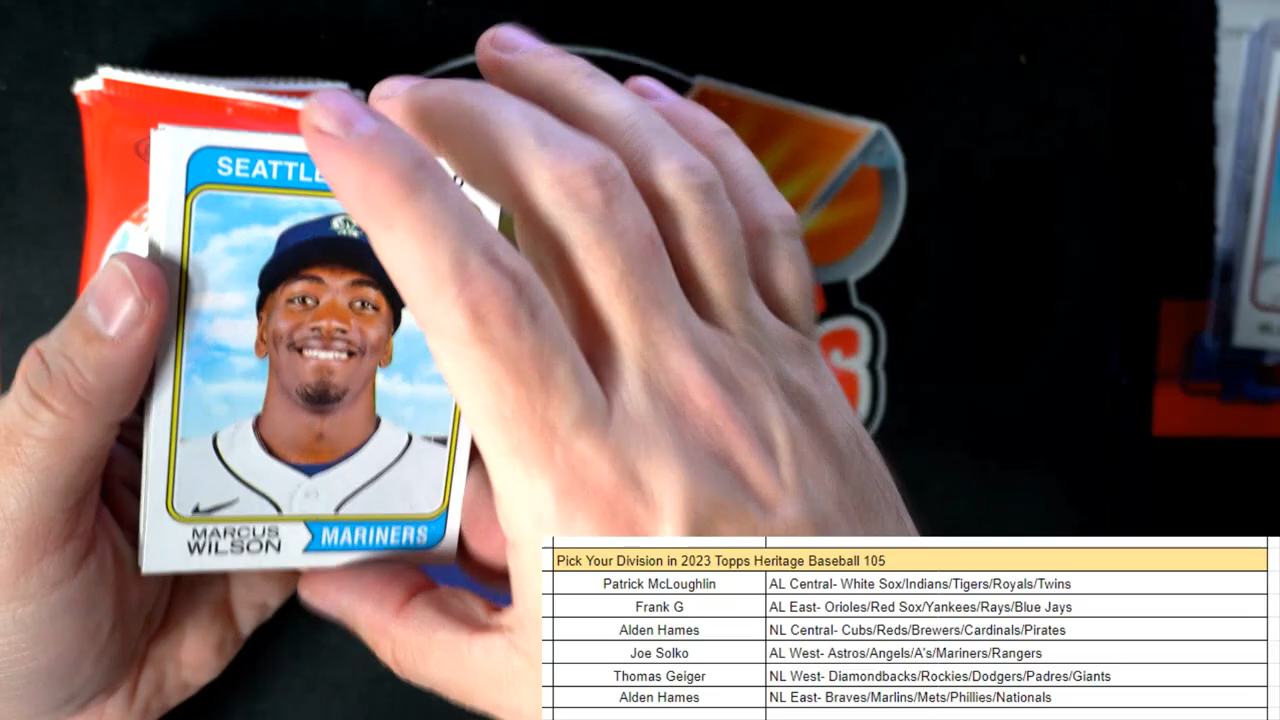 SEATTLE
MARCUS
WILSON
MARINERS
Pick Your Division in 2023 Topps Heritage Baseball 105
Patrick McLoughlin AL Central- White Sox/Indians/Tigers/Royals/Twins
Frank G AL East- Orioles/Red Sox/Yankees/Rays/Blue Jays
Alden Hames NL Central- Cubs/Reds/Brewers/Cardinals/Pirates
Joe Solko AL West- Astros/Angels/A's/Mariners/Rangers
Thomas Geiger NL West- Diamondbacks/Rockies/Dodgers/Padres/Giants
Alden Hames NL East- Braves/Marlins/Mets/Phillies/Nationals